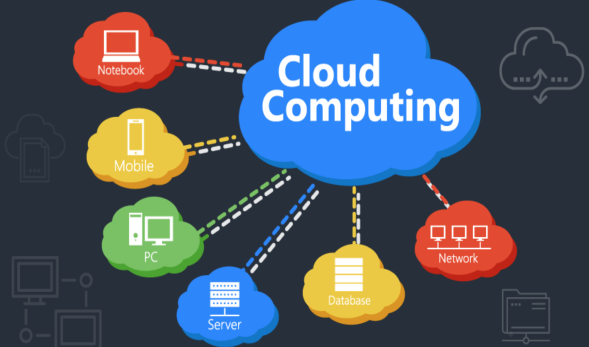 Cloud
Computing
Notebook
Mobile
PC
Server
Database
Network